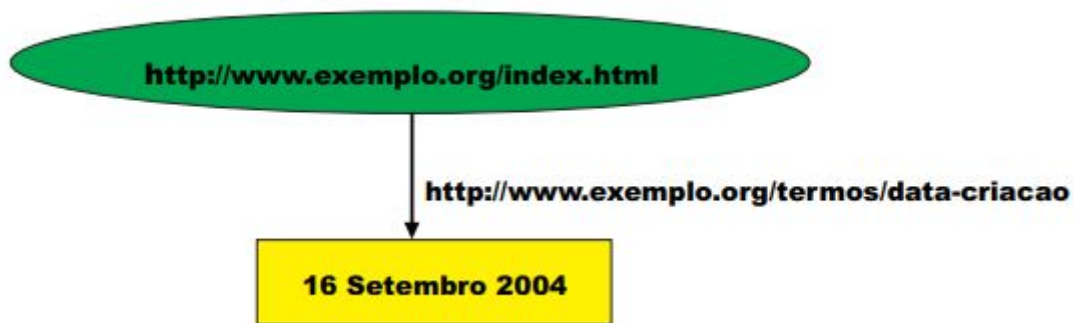 http://www.exemplo.org/index.html
http://www.exemplo.org/termos/data-criacao
16 Setembro 2004